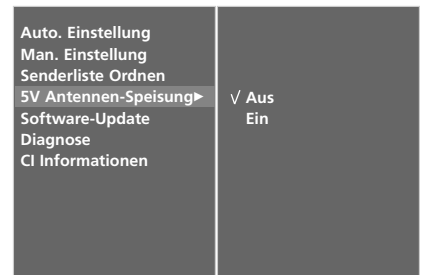 Auto. Einstellung
Man. Einstellung
Senderliste Ordnen
5V Antennen-Speisung►
Software-Update
Diagnose
CI Informationen
√ Aus
Ein